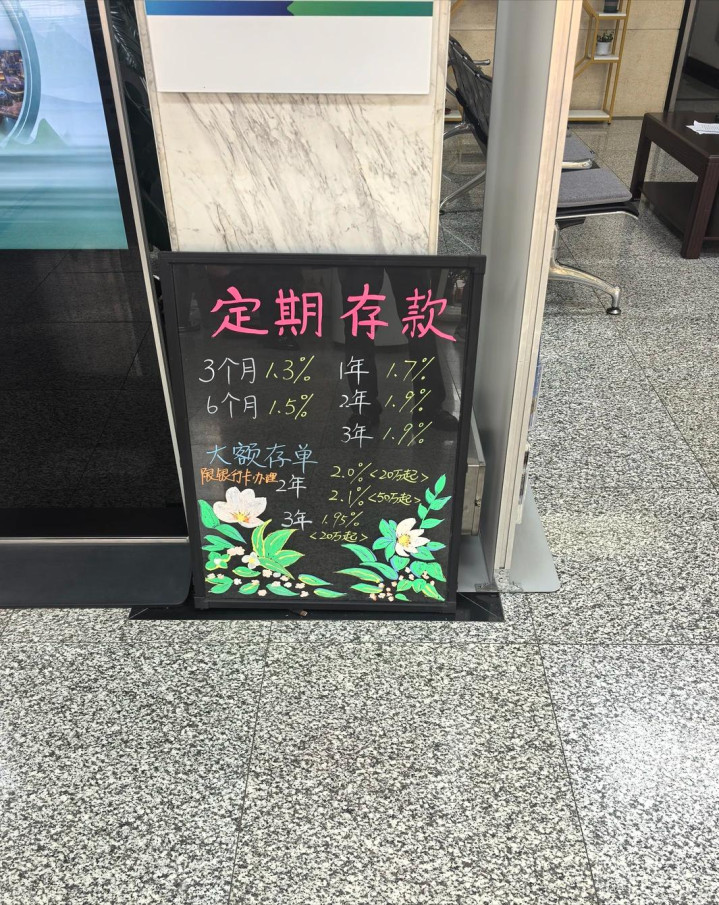 定期存款
3个月 1.3% 1年 1.7%
6个月 1.5% 2年 1.9%
3年 1.9%
大额存单
限银行卡办理
2年 2.0% <20万起>
2.1% <50万起>
3年 1.95%
<20万起>